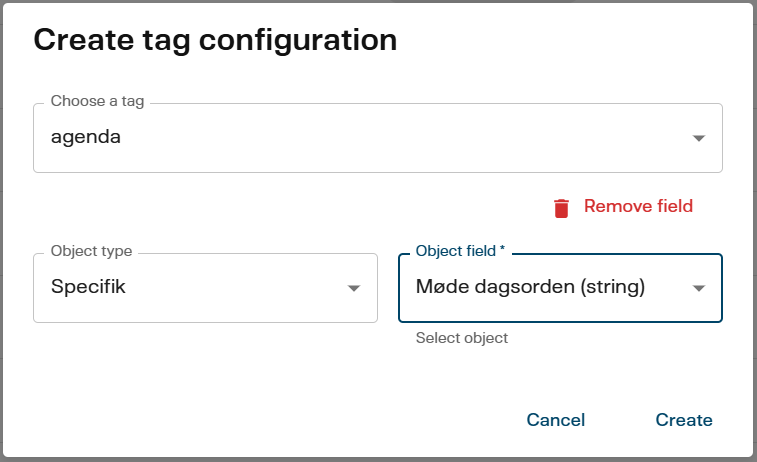 Create tag configuration
Choose a tag
agenda
Remove field
Object type
Specifik
Object field *
Møde dagsorden (string)
Select object
Cancel
Create